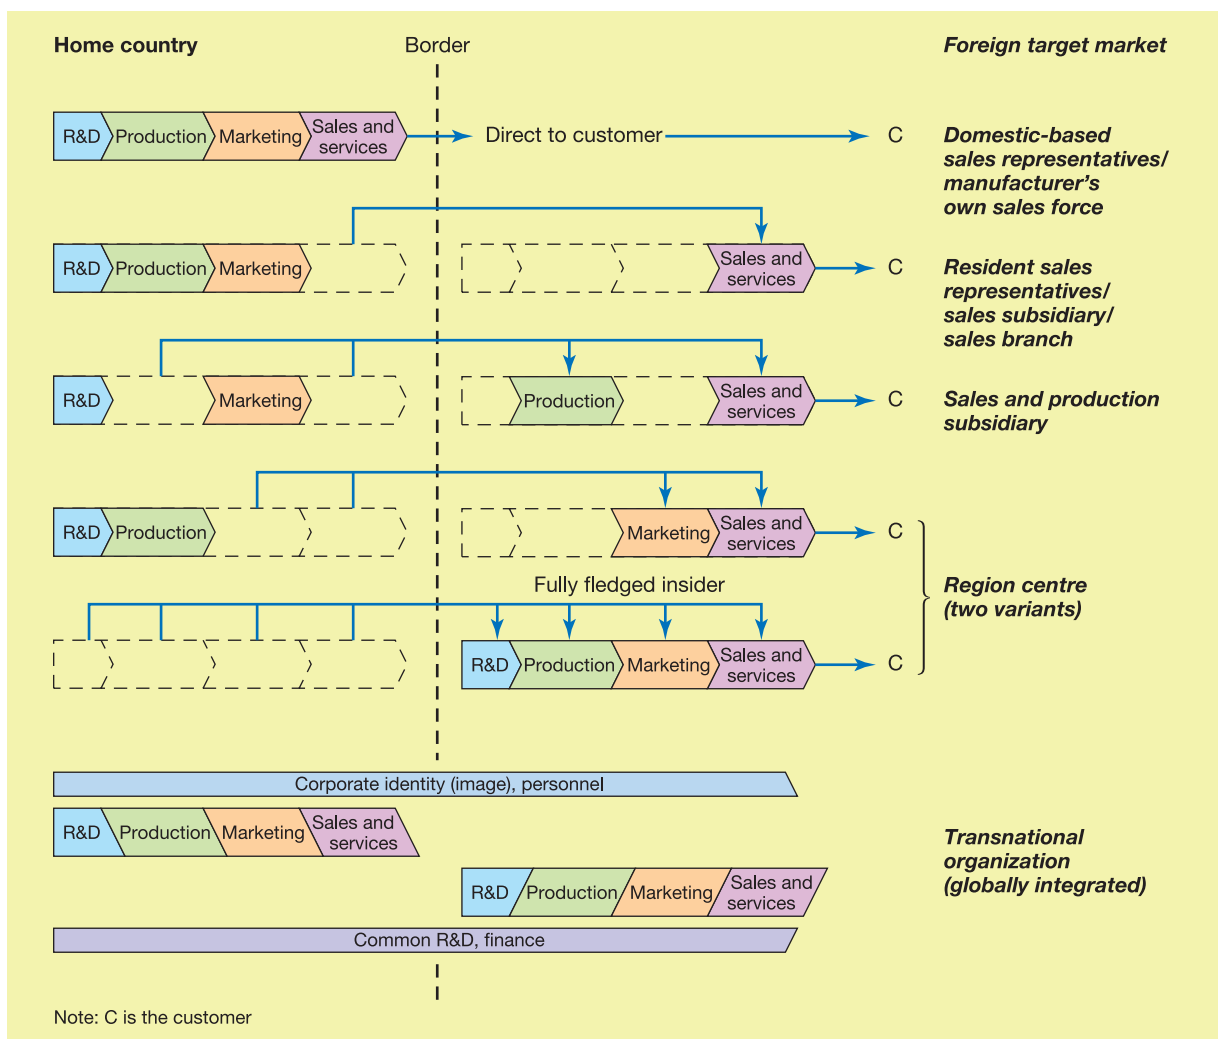 Home country
Border
Foreign target market
R&D
Production
Marketing
Sales and
services
Direct to customer
C
Domestic-based
sales representatives/
manufacturer's
own sales force
R&D
Production
Marketing
Sales and
services
C
Resident sales
representatives/
sales subsidiary/
sales branch
R&D
Marketing
Production
Sales and
services
C
Sales and production
subsidiary
R&D
Production
Marketing
Sales and
services
C
Fully fledged insider
Region centre
(two variants)
R&D
Production
Marketing
Sales and
services
C
Corporate identity (image), personnel
R&D
Production
Marketing
Sales and
services
Transnational
organization
(globally integrated)
R&D
Production
Marketing
Sales and
services
Common R&D, finance
Note: C is the customer